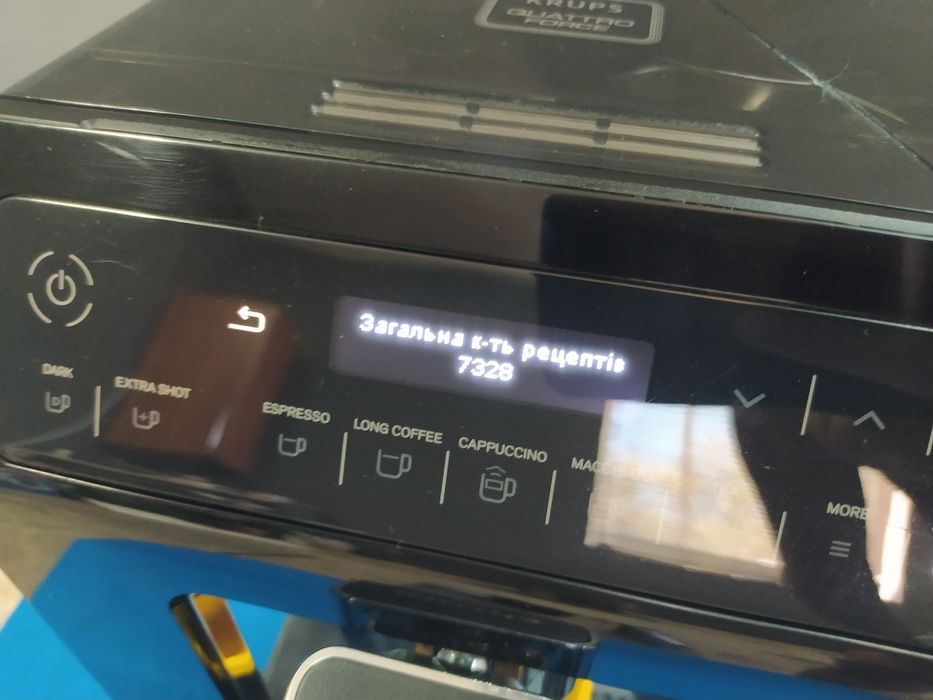 KRUPS
QUATTRO
FORCE
Загальна к-ть рецептів
7328
DARK
EXTRA SHOT
ESPRESSO
LONG COFFEE
CAPPUCCINO
MORE